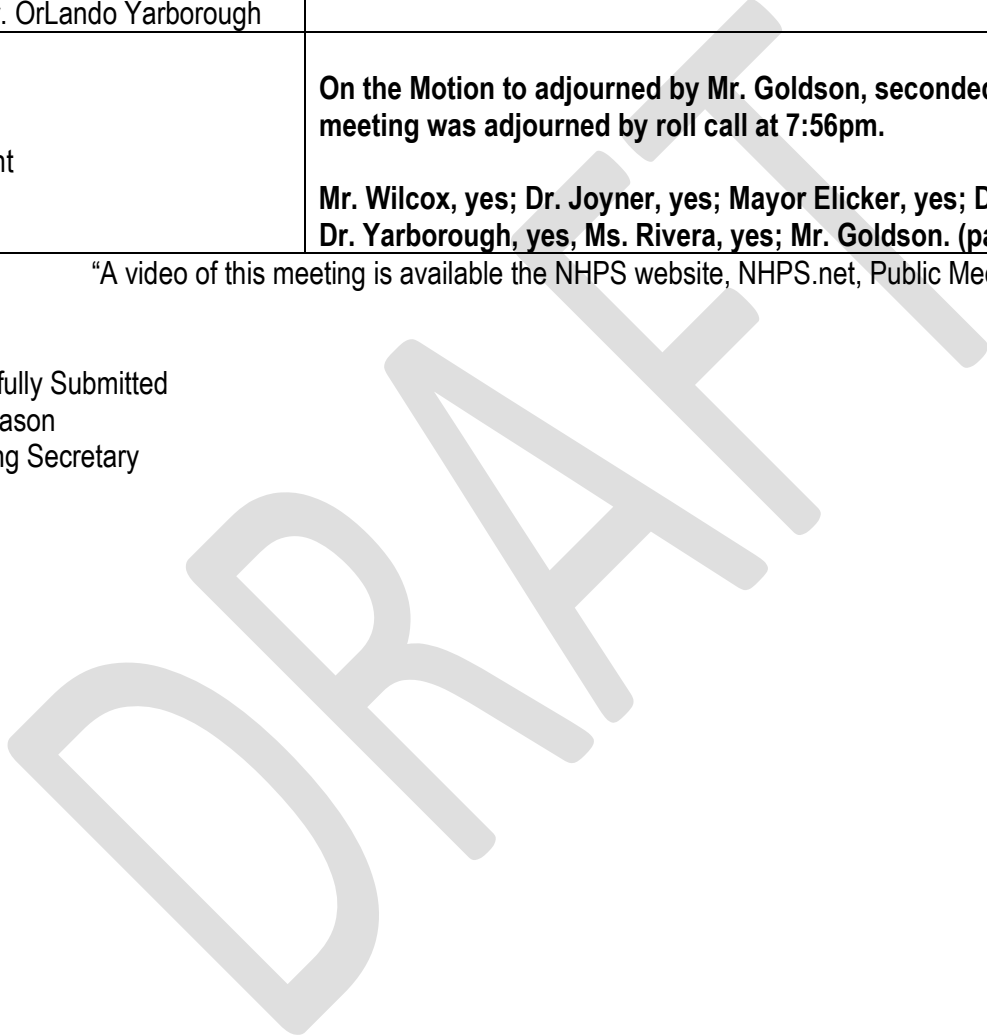 . OrLando Yarborough
On the Motion to adjourned by Mr. Goldson, seconded
meeting was adjourned by roll call at 7:56pm.
nt
Mr. Wilcox, yes; Dr. Joyner, yes; Mayor Elicker, yes; D
Dr. Yarborough, yes, Ms. Rivera, yes; Mr. Goldson. (pa
“A video of this meeting is available the NHPS website, NHPS.net, Public Mee
fully Submitted
ason
ng Secretary
DRAFT